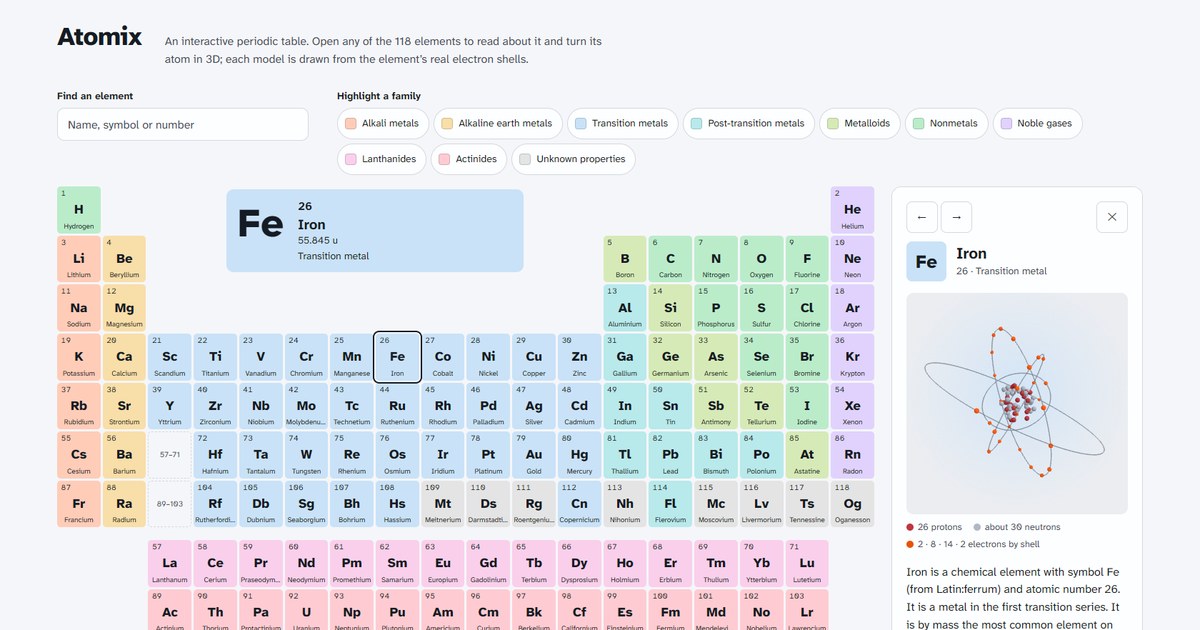 Atomix
An interactive periodic table. Open any of the 118 elements to read about it and turn its
atom in 3D; each model is drawn from the element's real electron shells.
Find an element
Name, symbol or number
Highlight a family
Alkali metals Alkaline earth metals Transition metals Post-transition metals Metalloids Nonmetals Noble gases
Lanthanides Actinides Unknown properties
Fe
26
Iron
55.845 u
Transition metal
1 2
H He
Hydrogen Helium
3 4 5 6 7 8 9 10
Li Be B C N O F Ne
Lithium Beryllium Boron Carbon Nitrogen Oxygen Fluorine Neon
11 12 13 14 15 16 17 18
Na Mg Al Si P S Cl Ar
Sodium Magnesium Aluminium Silicon Phosphorus Sulfur Chlorine Argon
19 20 21 22 23 24 25 26 27 28 29 30 31 32 33 34 35 36
K Ca Sc Ti V Cr Mn Fe Co Ni Cu Zn Ga Ge As Se Br Kr
Potassium Calcium Scandium Titanium Vanadium Chromium Manganese Iron Cobalt Nickel Copper Zinc Gallium Germanium Arsenic Selenium Bromine Krypton
37 38 39 40 41 42 43 44 45 46 47 48 49 50 51 52 53 54
Rb Sr Y Zr Nb Mo Tc Ru Rh Pd Ag Cd In Sn Sb Te I Xe
Rubidium Strontium Yttrium Zirconium Niobium Molybdenu... Technetium Ruthenium Rhodium Palladium Silver Cadmium Indium Tin Antimony Tellurium Iodine Xenon
55 56 72 73 74 75 76 77 78 79 80 81 82 83 84 85 86
Cs Ba 57–71 Hf Ta W Re Os Ir Pt Au Hg Tl Pb Bi Po At Rn
Cesium Barium Hafnium Tantalum Tungsten Rhenium Osmium Iridium Platinum Gold Mercury Thallium Lead Bismuth Polonium Astatine Radon
87 88 104 105 106 107 108 109 110 111 112 113 114 115 116 117 118
Fr Ra 89–103 Rf Db Sg Bh Hs Mt Ds Rg Cn Nh Fl Mc Lv Ts Og
Francium Radium Rutherfordi... Dubnium Seaborgium Bohrium Hassium Meitnerium Darmstadti... Roentgeniu... Copernicium Nihonium Flerovium Moscovium Livermorium Tennessine Oganesson
57 58 59 60 61 62 63 64 65 66 67 68 69 70 71
La Ce Pr Nd Pm Sm Eu Gd Tb Dy Ho Er Tm Yb Lu
Lanthanum Cerium Praseodym... Neodymium Promethium Samarium Europium Gadolinium Terbium Dysprosium Holmium Erbium Thulium Ytterbium Lutetium
89 90 91 92 93 94 95 96 97 98 99 100 101 102 103
Ac Th Pa U Np Pu Am Cm Bk Cf Es Fm Md No Lr
Actinium Thorium Protactinium Uranium Neptunium Plutonium Americium Curium Berkelium Californium Einsteinium Fermium Mendelevi... Nobelium Lawrencium
← → ×
Fe
Iron
26 · Transition metal
26 protons about 30 neutrons
2 · 8 · 14 · 2 electrons by shell
Iron is a chemical element with symbol Fe
(from Latin:ferrum) and atomic number 26.
It is a metal in the first transition series. It
is by mass the most common element on